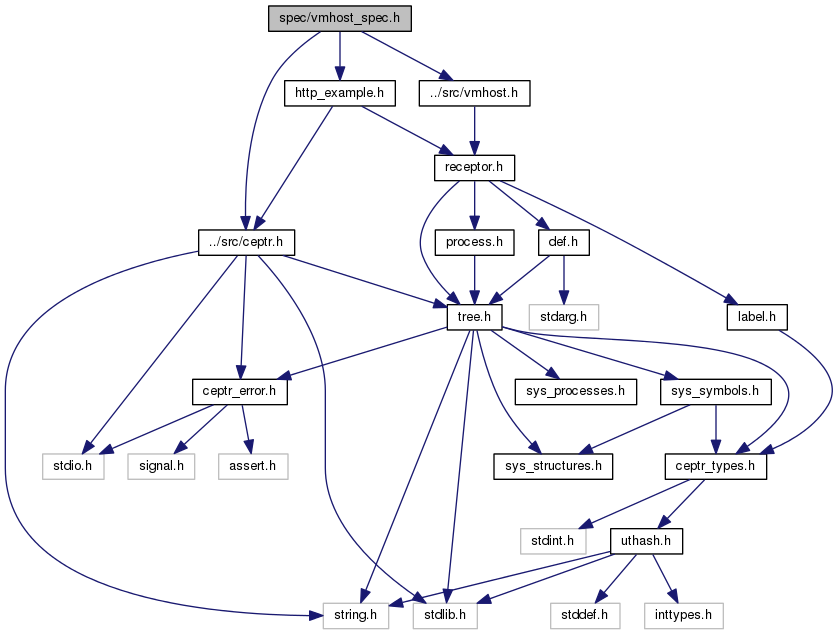 spec/vmhost_spec.h
http_example.h
../src/vmhost.h
receptor.h
../src/ceptr.h
process.h
def.h
tree.h
stdarg.h
label.h
ceptr_error.h
sys_processes.h
sys_symbols.h
stdio.h
signal.h
assert.h
sys_structures.h
ceptr_types.h
stdint.h
uthash.h
string.h
stdlib.h
stddef.h
inttypes.h